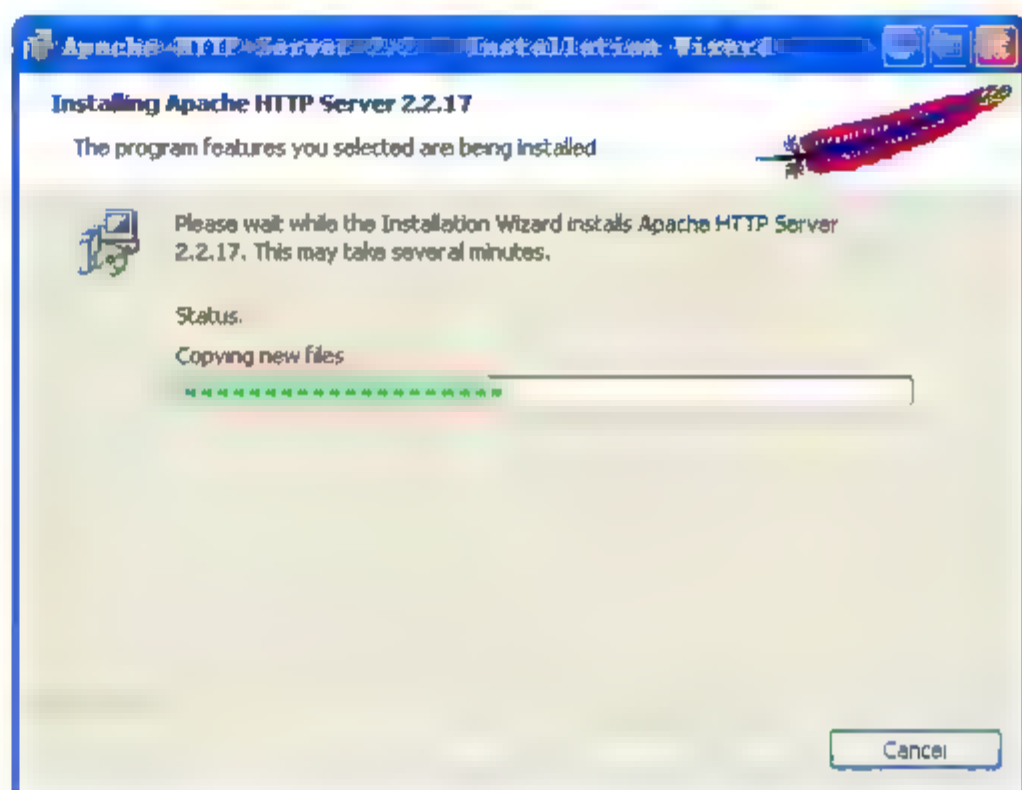 Apache HTTP Server 2.2 Installation Wizard
Installing Apache HTTP Server 2.2.17
The program features you selected are being installed
Please wait while the Installation Wizard installs Apache HTTP Server
2.2.17. This may take several minutes.
Status:
Copying new files
Cancel